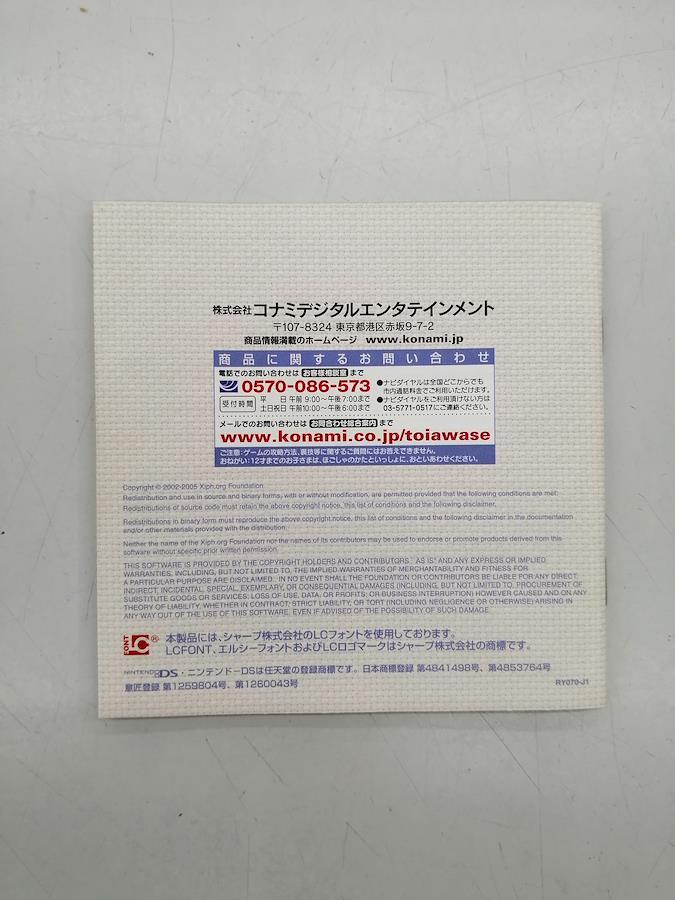 株式会社 コナミデジタルエンタテインメント
〒107-8324 東京都港区赤坂9-7-2
商品情報満載のホームページ www.konami.jp
商品に関するお問い合わせ
電話でのお問い合わせは お客様相談室 まで
0570-086-573
●ナビダイヤルは全国どこからでも
市内通話料金でご利用いただけます。
受付時間 平 日 午前 9:00〜午後7:00まで
土日祝日 午前10:00〜午後6:00まで
●ナビダイヤルをご利用頂けない方は
03-5771-0517にご連絡ください。
メールでのお問い合わせは お問合わせ総合案内 まで
www.konami.co.jp/toiawase
ご注意:ゲームの攻略方法、裏技等に関するご質問にはお答えできません。
おねがい:12才までのお子さまは、ほごしゃのかたといっしょに、おといあわせください。
Copyright © 2002-2005 Xiph.org Foundation
Redistribution and use in source and binary forms, with or without modification, are permitted provided that the following conditions are met:
Redistributions of source code must retain the above copyright notice, this list of conditions and the following disclaimer.
Redistributions in binary form must reproduce the above copyright notice, this list of conditions and the following disclaimer in the documentation
and/or other materials provided with the distribution.
Neither the name of the Xiph.org Foundation nor the names of its contributors may be used to endorse or promote products derived from this
software without specific prior written permission.
THIS SOFTWARE IS PROVIDED BY THE COPYRIGHT HOLDERS AND CONTRIBUTORS "AS IS" AND ANY EXPRESS OR IMPLIED
WARRANTIES, INCLUDING, BUT NOT LIMITED TO, THE IMPLIED WARRANTIES OF MERCHANTABILITY AND FITNESS FOR
A PARTICULAR PURPOSE ARE DISCLAIMED. IN NO EVENT SHALL THE FOUNDATION OR CONTRIBUTORS BE LIABLE FOR ANY DIRECT,
INDIRECT, INCIDENTAL, SPECIAL, EXEMPLARY, OR CONSEQUENTIAL DAMAGES (INCLUDING, BUT NOT LIMITED TO, PROCUREMENT OF
SUBSTITUTE GOODS OR SERVICES; LOSS OF USE, DATA, OR PROFITS; OR BUSINESS INTERRUPTION) HOWEVER CAUSED AND ON ANY
THEORY OF LIABILITY, WHETHER IN CONTRACT, STRICT LIABILITY, OR TORT (INCLUDING NEGLIGENCE OR OTHERWISE) ARISING IN
ANY WAY OUT OF THE USE OF THIS SOFTWARE, EVEN IF ADVISED OF THE POSSIBILITY OF SUCH DAMAGE.
LC FONT ® 本製品には、シャープ株式会社のLCフォントを使用しております。
LCFONT、エルシーフォントおよびLCロゴマークはシャープ株式会社の商標です。
NINTENDO DS・ニンテンドーDSは任天堂の登録商標です。日本商標登録 第4841498号、第4853764号
意匠登録 第1259804号、第1260043号
RY070-J1